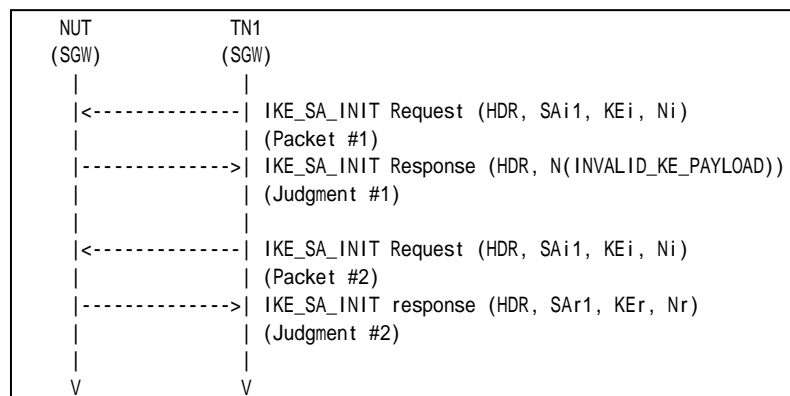 NUT TN1
(SGW) (SGW)
| |
|<--------------| IKE_SA_INIT Request (HDR, SAi1, KEi, Ni)
| | (Packet #1)
|-------------->| IKE_SA_INIT Response (HDR, N(INVALID_KE_PAYLOAD))
| | (Judgment #1)
| |
|<--------------| IKE_SA_INIT Request (HDR, SAi1, KEi, Ni)
| | (Packet #2)
|-------------->| IKE_SA_INIT response (HDR, SAr1, KEr, Nr)
| | (Judgment #2)
| |
V V